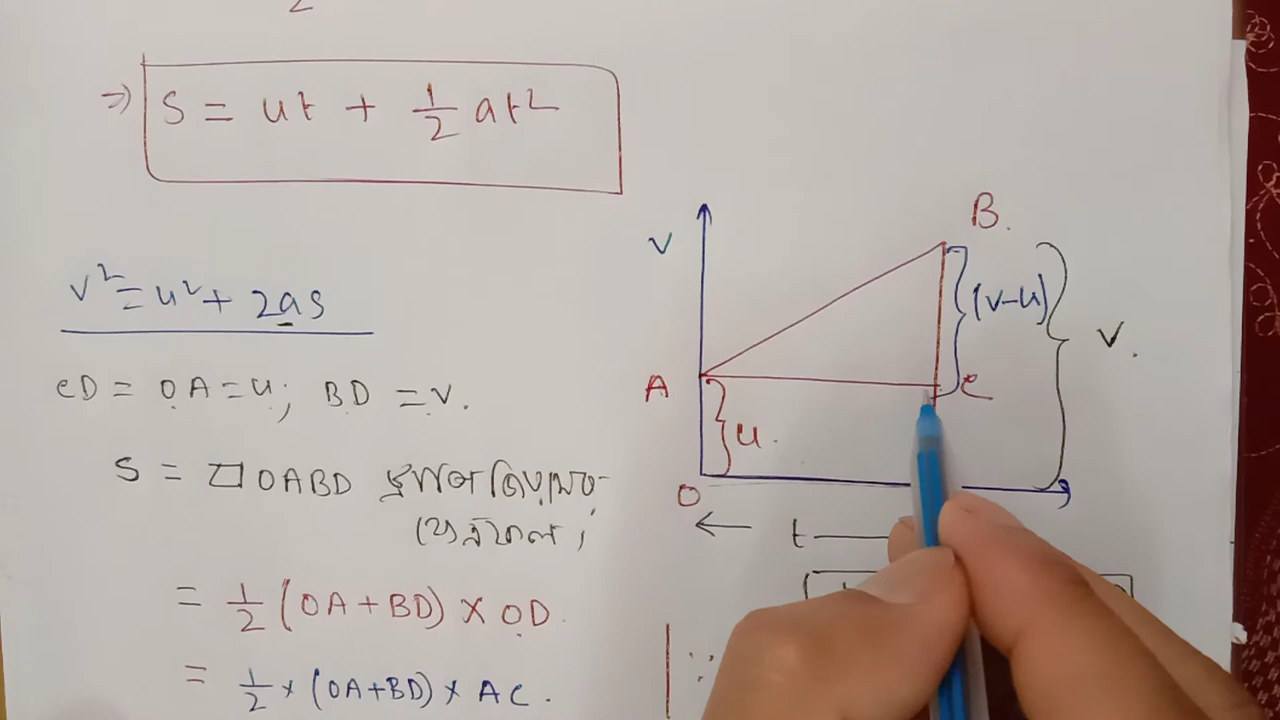 ⇒ S = ut + 1/2 at²
v² = u² + 2as
CD = OA = u; BD = v.
S = □OABD
= 1/2 (OA + BD) × OD.
= 1/2 × (OA + BD) × AC.
B.
v
(v-u)
v.
A
C
u.
O
t